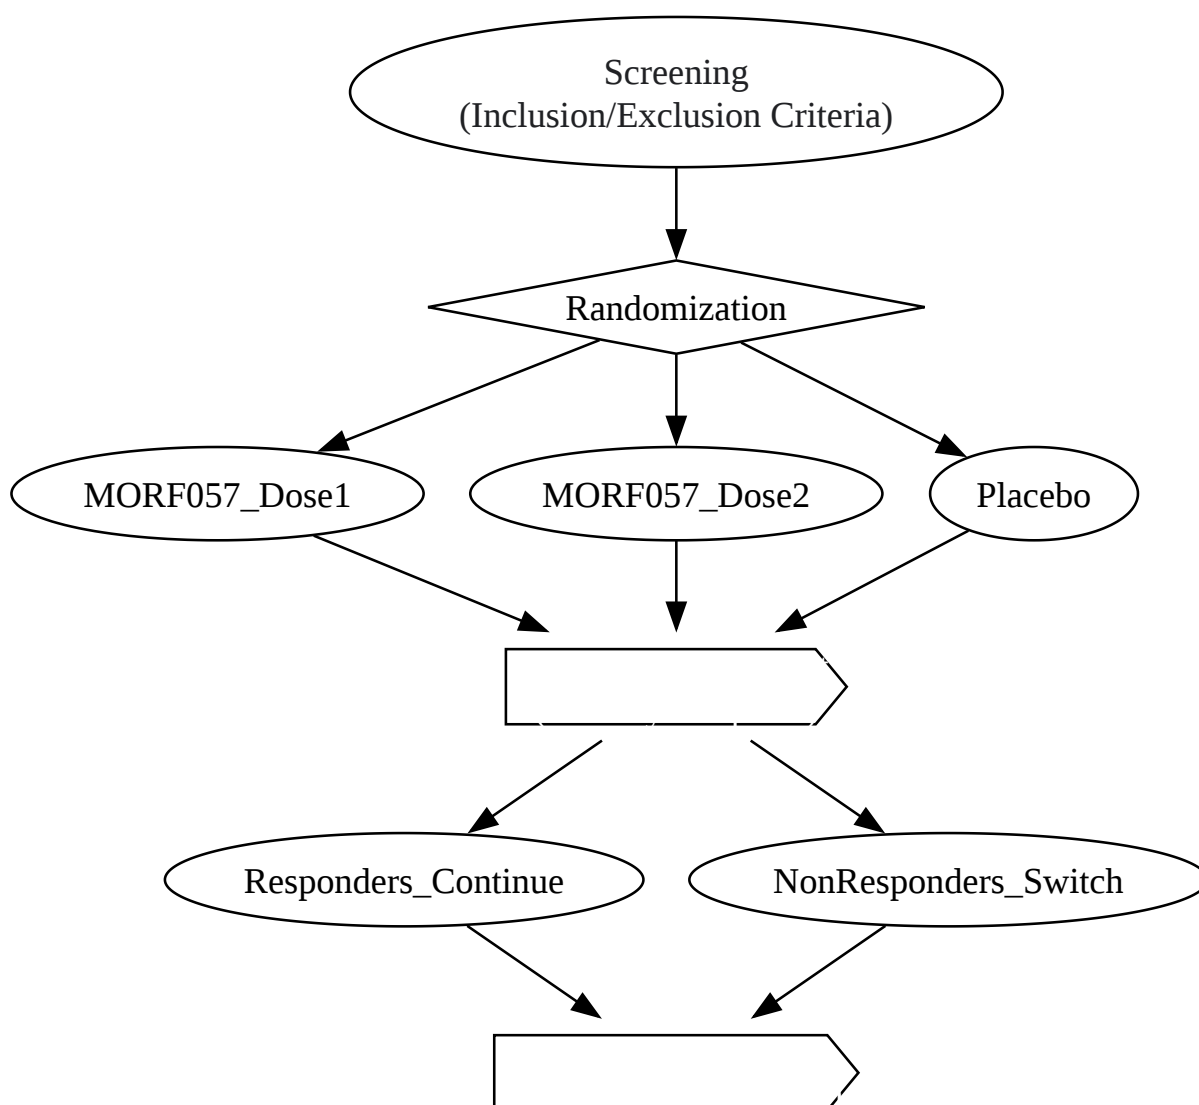 Screening
(Inclusion/Exclusion Criteria)
Randomization
MORF057_Dose1
MORF057_Dose2
Placebo
Responders_Continue
NonResponders_Switch